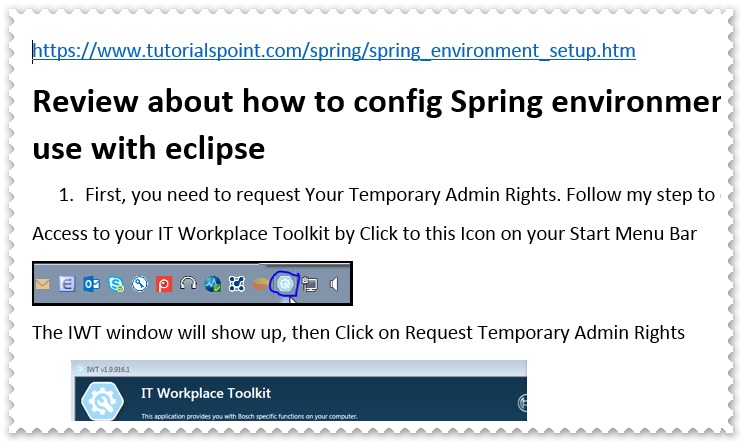 https://www.tutorialspoint.com/spring/spring_environment_setup.htm
Review about how to config Spring environmen
use with eclipse
1. First, you need to request Your Temporary Admin Rights. Follow my step to
Access to your IT Workplace Toolkit by Click to this Icon on your Start Menu Bar
The IWT window will show up, then Click on Request Temporary Admin Rights
IWT v1.9.916.1
IT Workplace Toolkit
This application provides you with Bosch specific functions on your computer.